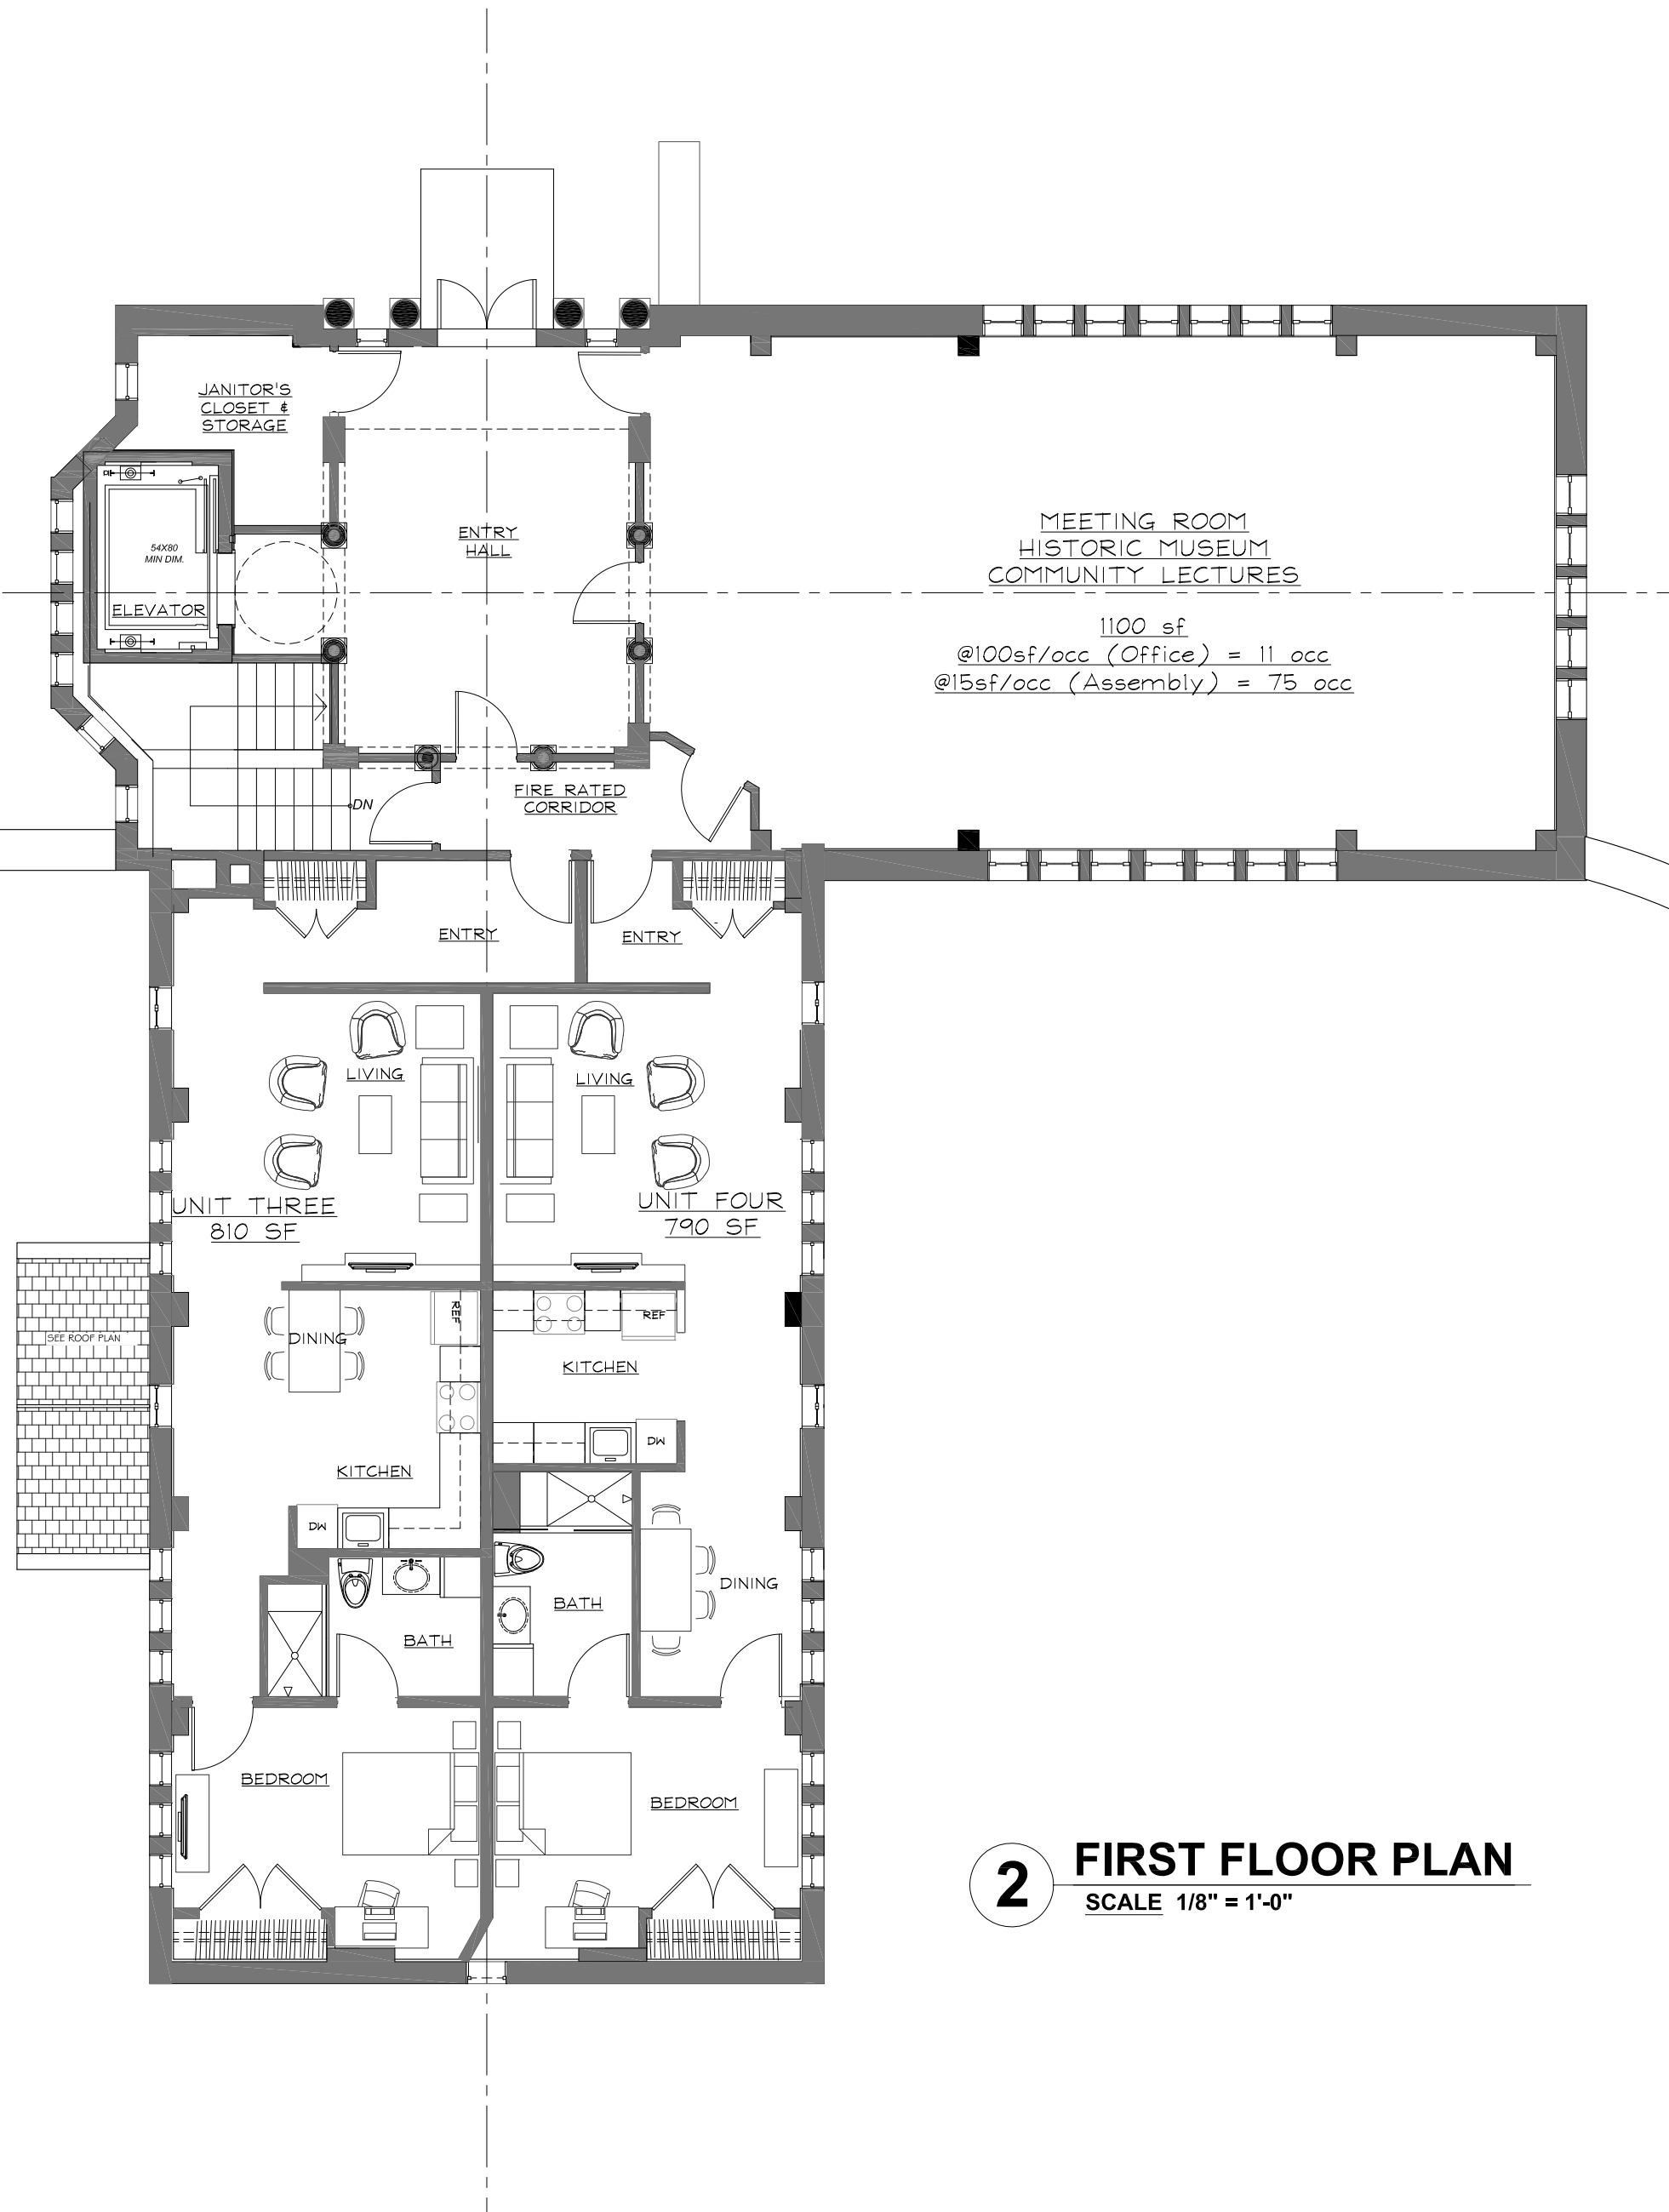 JANITOR'S
CLOSET &
STORAGE
ENTRY
HALL
54X80
MIN DIM.
ELEVATOR
MEETING ROOM
HISTORIC MUSEUM
COMMUNITY LECTURES
1100 sf
@100sf/occ (Office) = 11 occ
@15sf/occ (Assembly) = 75 occ
DN
FIRE RATED
CORRIDOR
ENTRY
ENTRY
LIVING
LIVING
UNIT THREE
810 SF
UNIT FOUR
790 SF
SEE ROOF PLAN
DINING
REF
REF
KITCHEN
KITCHEN
DW
DW
DINING
BATH
BATH
BEDROOM
BEDROOM
2
FIRST FLOOR PLAN
SCALE 1/8" = 1'-0"